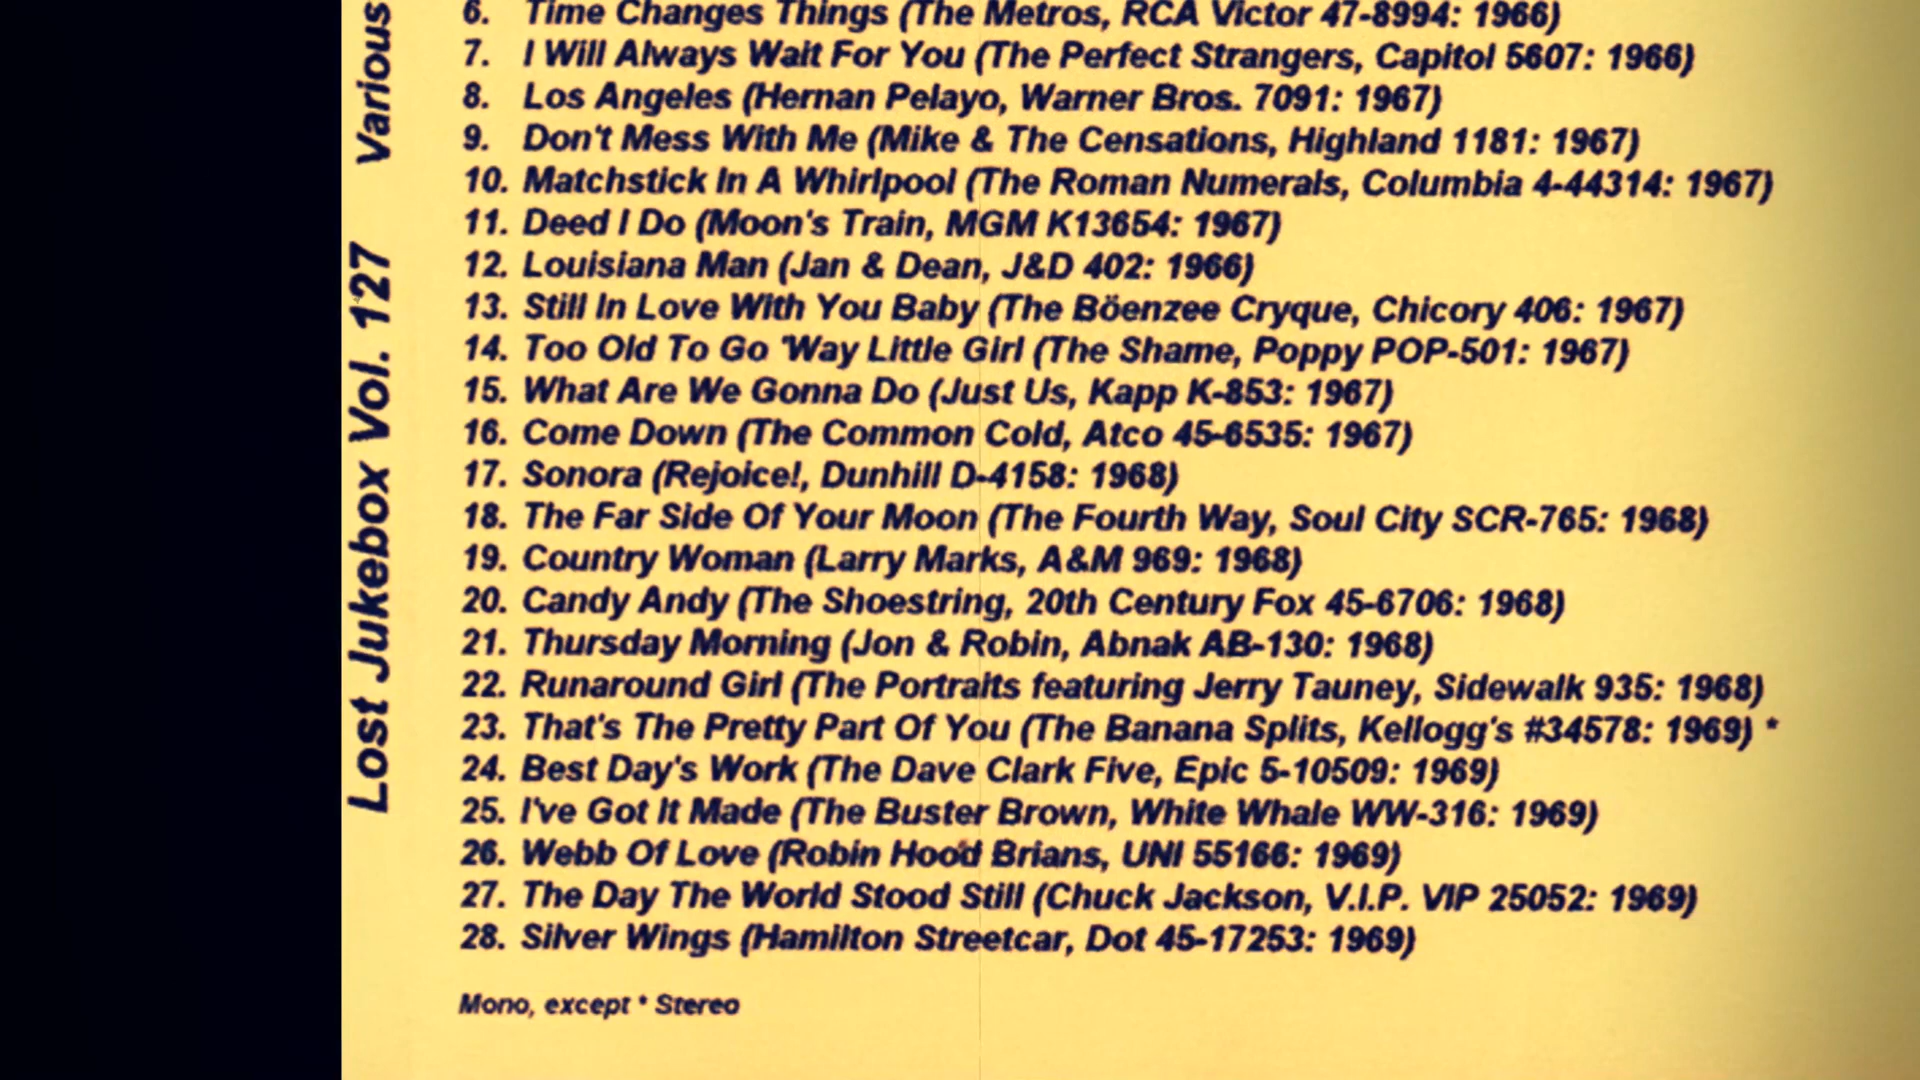 6. Time Changes Things (The Metros, RCA Victor 47-8994: 1966)
7. I Will Always Wait For You (The Perfect Strangers, Capitol 5607: 1966)
8. Los Angeles (Hernan Pelayo, Warner Bros. 7091: 1967)
9. Don't Mess With Me (Mike & The Censations, Highland 1181: 1967)
10. Matchstick In A Whirlpool (The Roman Numerals, Columbia 4-44314: 1967)
11. Deed I Do (Moon's Train, MGM K13654: 1967)
12. Louisiana Man (Jan & Dean, J&D 402: 1966)
13. Still In Love With You Baby (The Böenzee Cryque, Chicory 406: 1967)
14. Too Old To Go 'Way Little Girl (The Shame, Poppy POP-501: 1967)
15. What Are We Gonna Do (Just Us, Kapp K-853: 1967)
16. Come Down (The Common Cold, Atco 45-6535: 1967)
17. Sonora (Rejoice!, Dunhill D-4158: 1968)
18. The Far Side Of Your Moon (The Fourth Way, Soul City SCR-765: 1968)
19. Country Woman (Larry Marks, A&M 969: 1968)
20. Candy Andy (The Shoestring, 20th Century Fox 45-6706: 1968)
21. Thursday Morning (Jon & Robin, Abnak AB-130: 1968)
22. Runaround Girl (The Portraits featuring Jerry Tauney, Sidewalk 935: 1968)
23. That's The Pretty Part Of You (The Banana Splits, Kellogg's #34578: 1969) *
24. Best Day's Work (The Dave Clark Five, Epic 5-10509: 1969)
25. I've Got It Made (The Buster Brown, White Whale WW-316: 1969)
26. Webb Of Love (Robin Hood Brians, UNI 55166: 1969)
27. The Day The World Stood Still (Chuck Jackson, V.I.P. VIP 25052: 1969)
28. Silver Wings (Hamilton Streetcar, Dot 45-17253: 1969)
Mono, except * Stereo
Lost Jukebox Vol. 127 Various